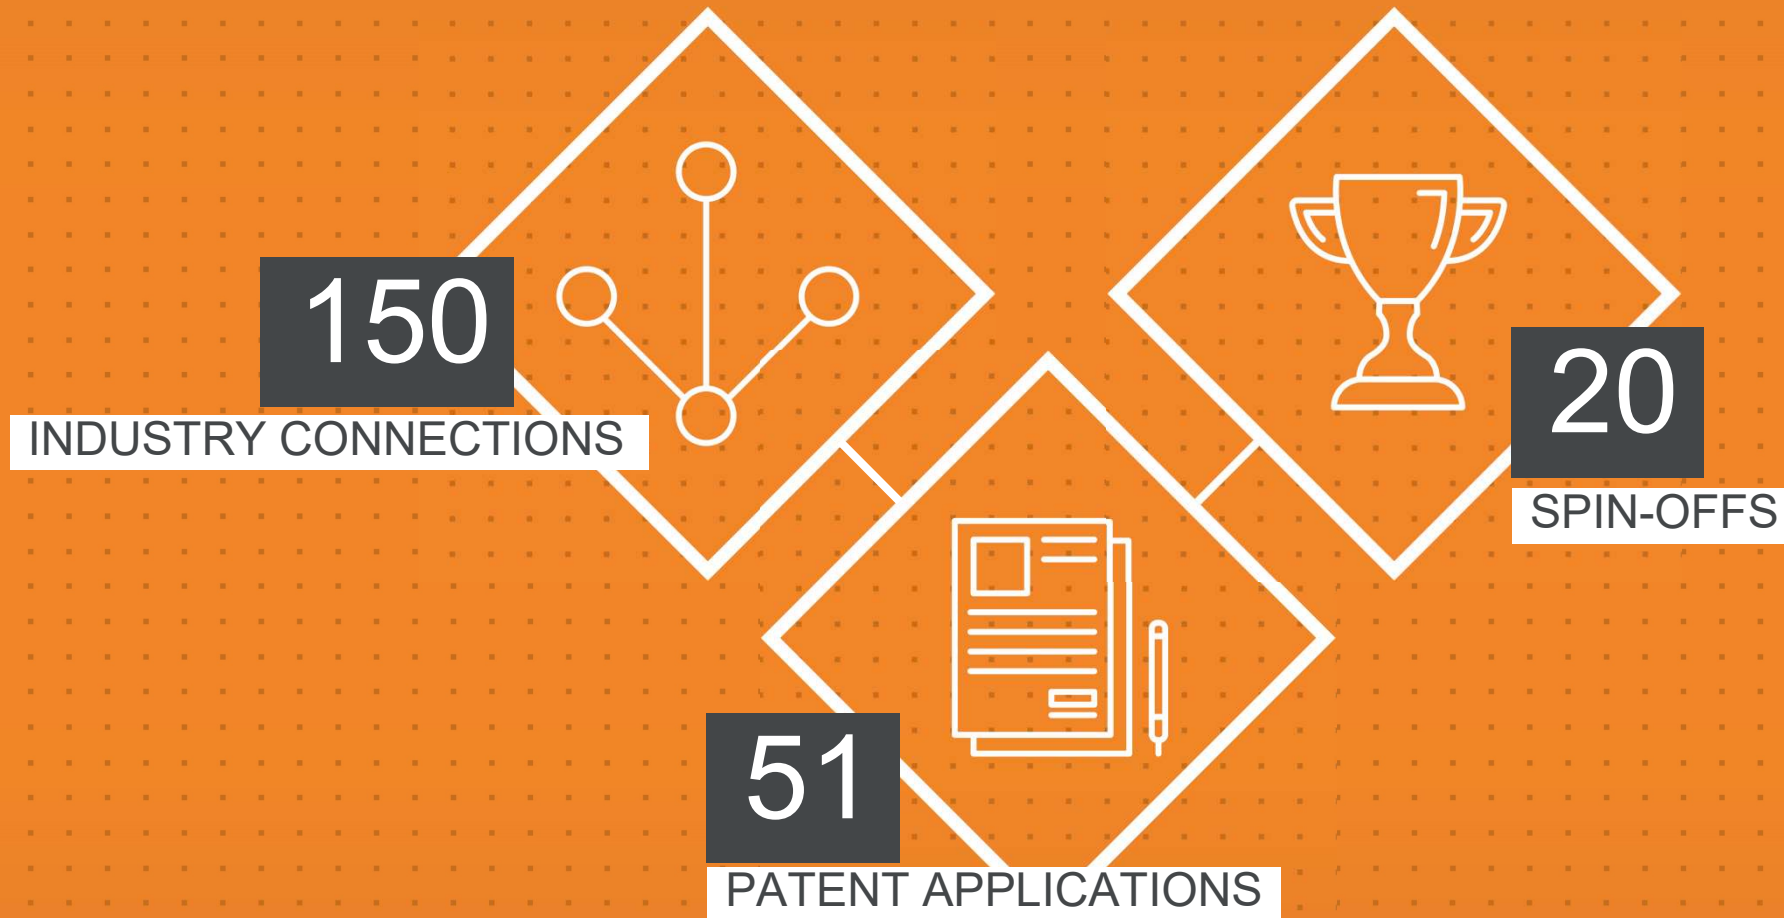 150
INDUSTRY CONNECTIONS
20
SPIN-OFFS
51
PATENT APPLICATIONS